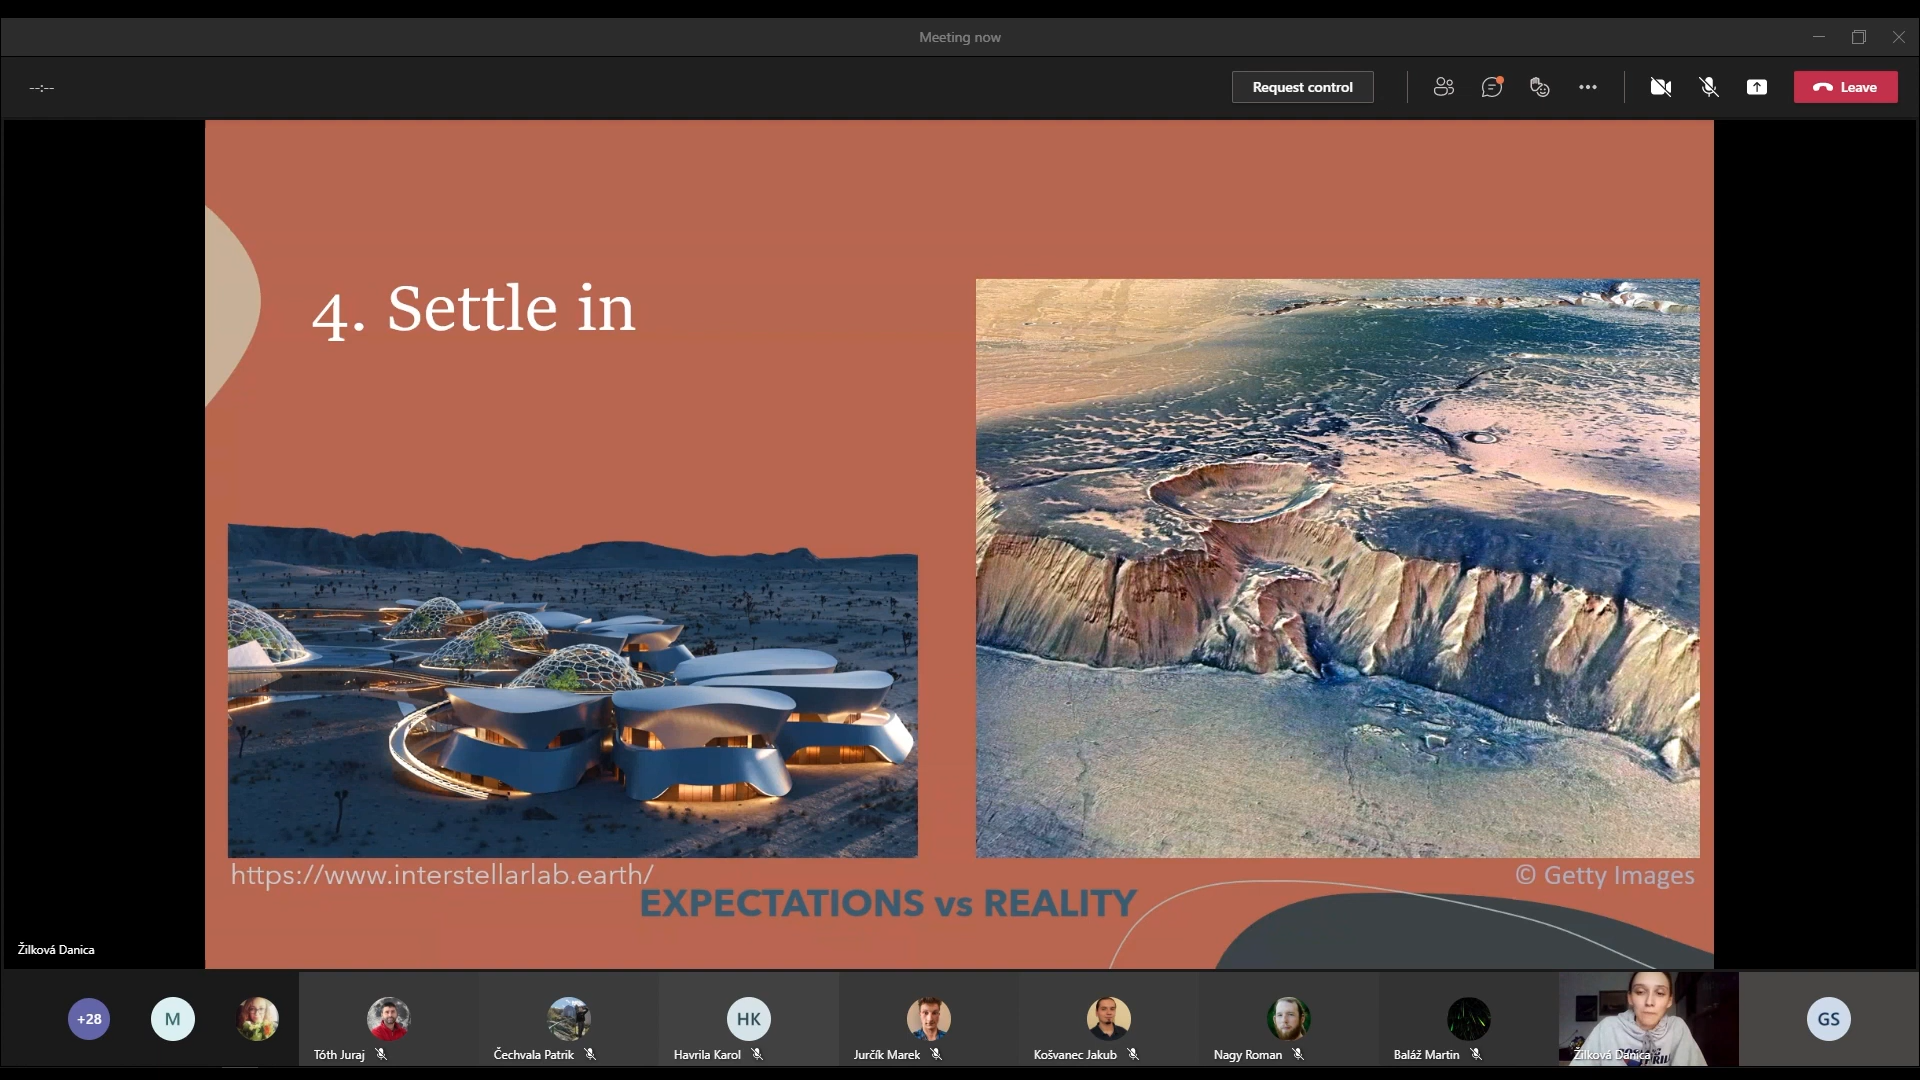 Meeting now
--:--
Request control
Leave
4. Settle in
https://www.interstellarlab.earth/
© Getty Images
EXPECTATIONS vs REALITY
Žilková Danica
+28
M
HK
GS
Tóth Juraj
Čechvala Patrik
Havrila Karol
Jurčík Marek
Košvanec Jakub
Nagy Roman
Baláž Martin
Žilková Danica